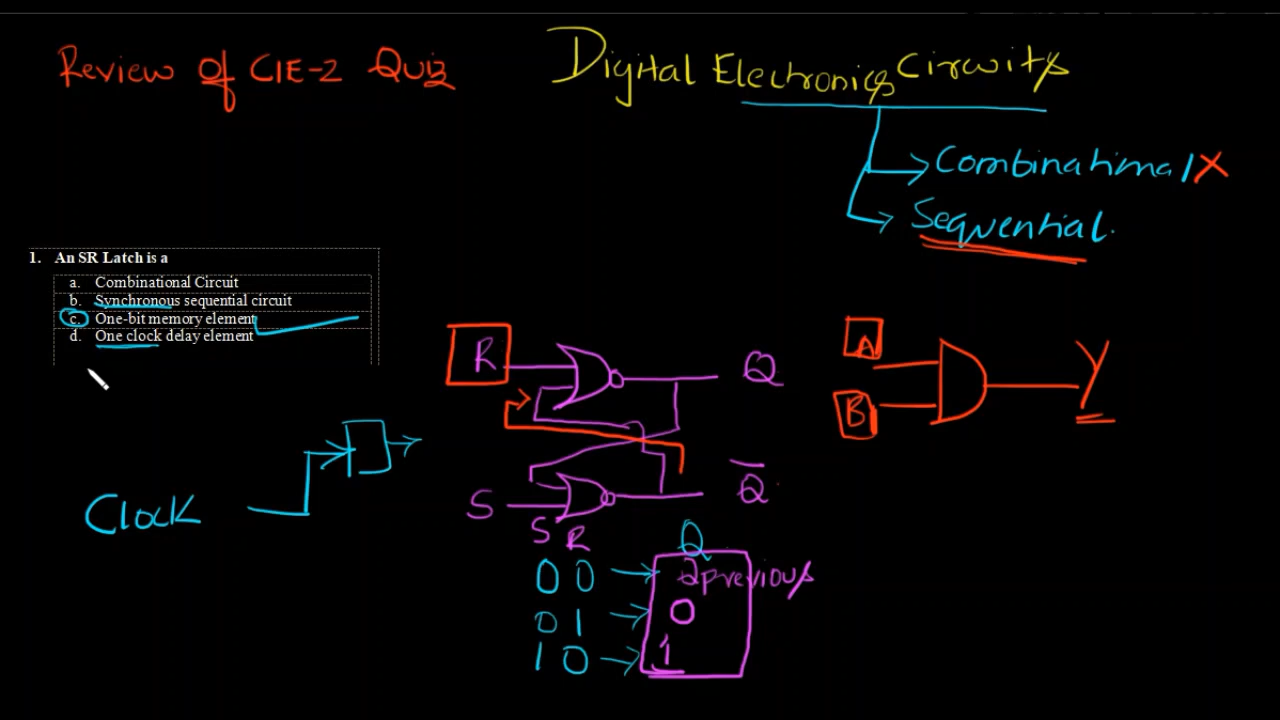 Review Of CIE-2 Quiz
Digital Electronics Circuits
Combinational X
Sequential.
1. An SR Latch is a
a. Combinational Circuit
b. Synchronous sequential circuit
c. One-bit memory element
d. One clock delay element
R
Q
A
B
Y
Clock
S
Q
S R
Q
0 0
Qprevious
0 1
0
1 0
1